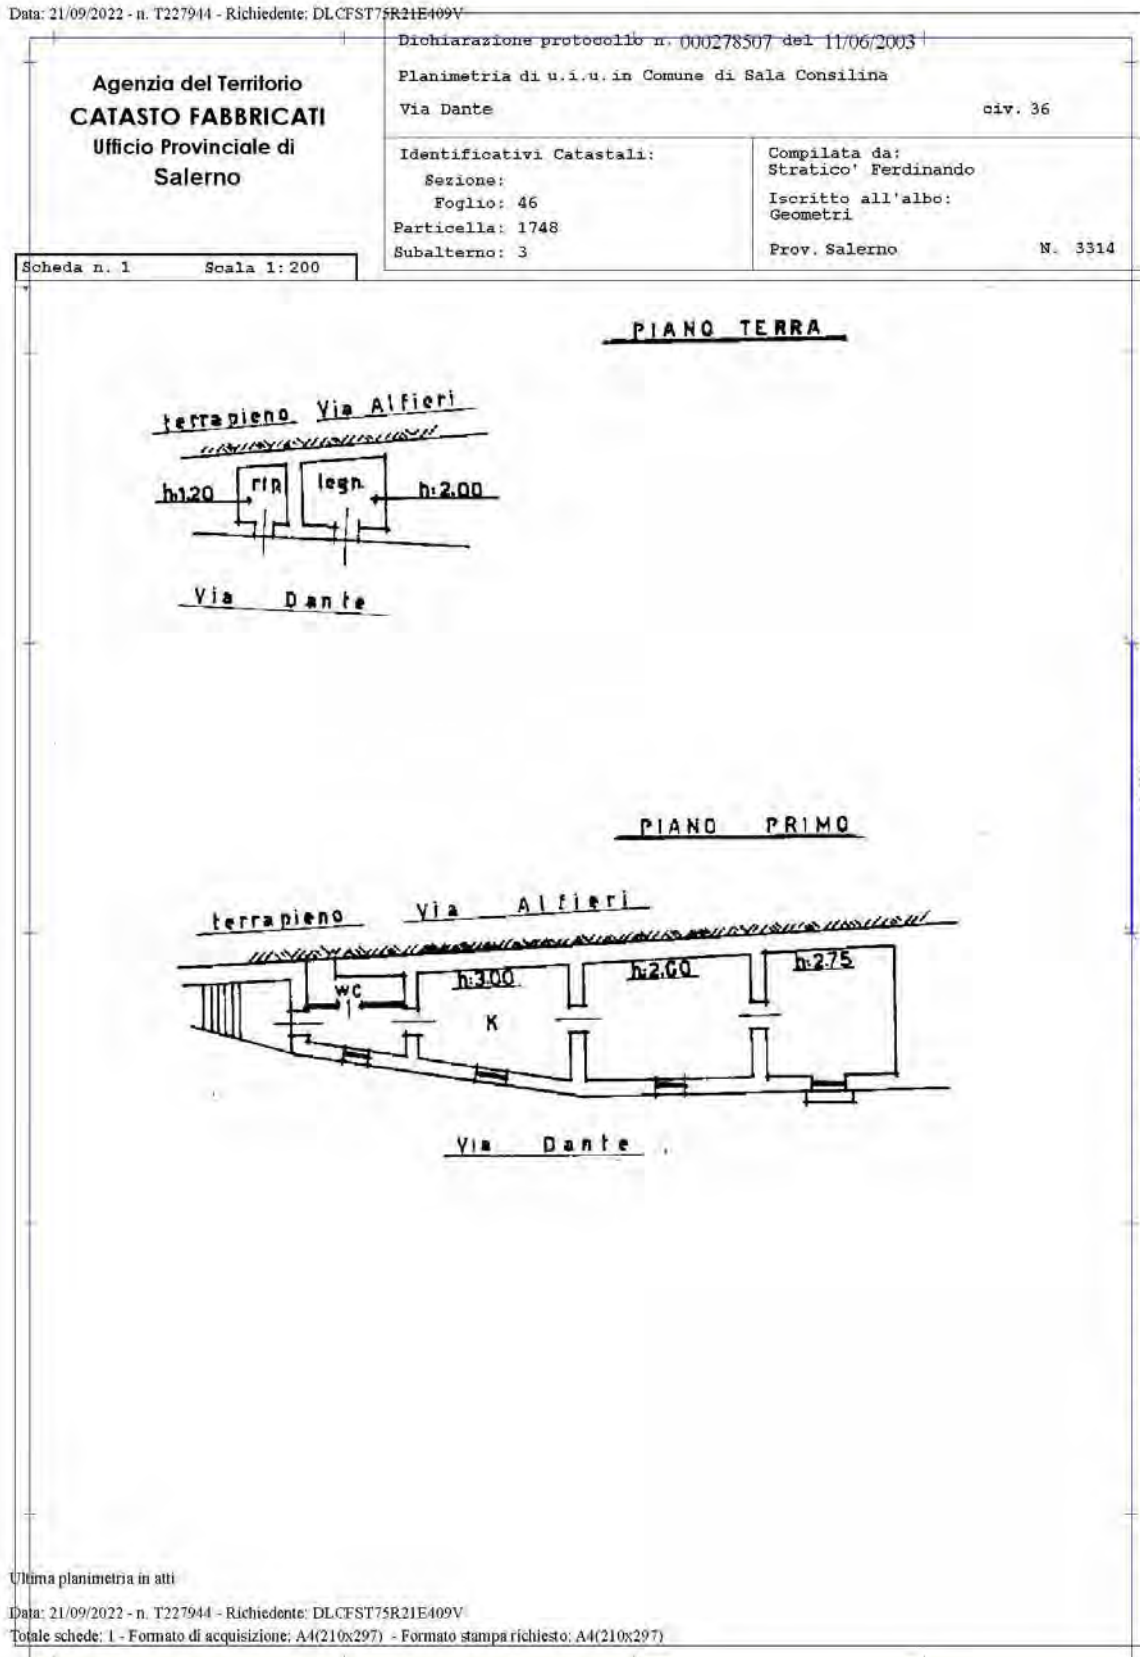 Data: 21/09/2022 - n. T227944 - Richiedente: DLCFST75R21E409V
Agenzia del Territorio
CATASTO FABBRICATI
Ufficio Provinciale di
Salerno
Dichiarazione protocollo n. 000278507 del 11/06/2003
Planimetria di u.i.u. in Comune di Sala Consilina
Via Dante civ. 36
Identificativi Catastali:
Sezione:
Foglio: 46
Particella: 1748
Subalterno: 3
Compilata da:
Stratico' Ferdinando
Iscritto all'albo:
Geometri
Prov. Salerno N. 3314
Scheda n. 1 Scala 1:200
PIANO TERRA
terrapieno Via Alfieri
h:1.20 rip. legn. h:2.00
Via Dante
PIANO PRIMO
terrapieno Via Alfieri
wc h:3.00 h:2.60 h:2.75
K
Via Dante
Ultima planimetria in atti
Data: 21/09/2022 - n. T227944 - Richiedente: DLCFST75R21E409V
Totale schede: 1 - Formato di acquisizione: A4(210x297) - Formato stampa richiesto: A4(210x297)